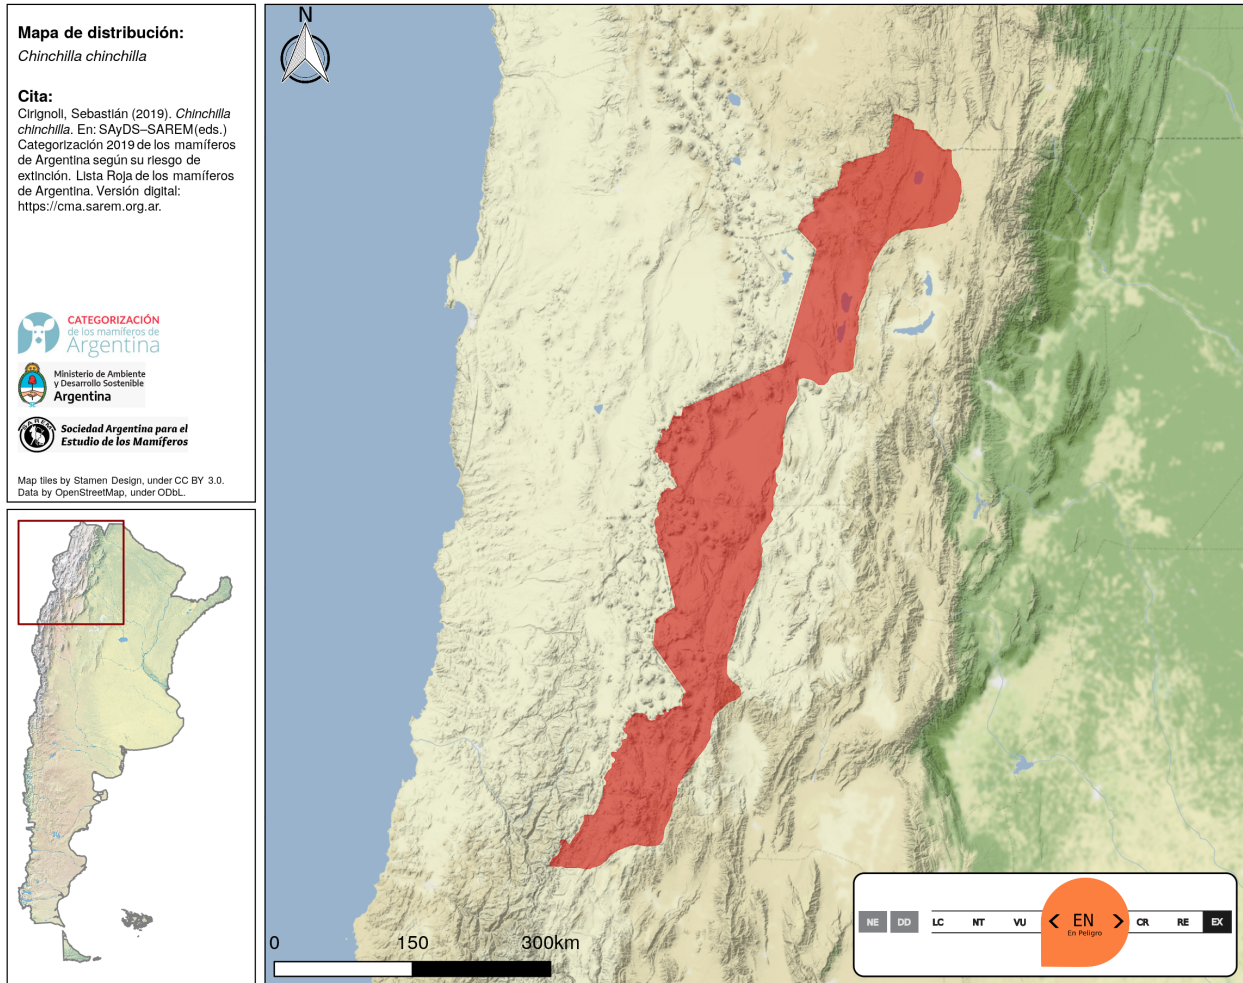 Mapa de distribución:
Chinchilla chinchilla
Cita:
Cirignoli, Sebastián (2019). Chinchilla
chinchilla. En: SAyDS–SAREM (eds.)
Categorización 2019 de los mamíferos
de Argentina según su riesgo de
extinción. Lista Roja de los mamíferos
de Argentina. Versión digital:
https://cma.sarem.org.ar.
CATEGORIZACIÓN
de los mamíferos de
Argentina
Ministerio de Ambiente
y Desarrollo Sostenible
Argentina
SAREM
Sociedad Argentina para el
Estudio de los Mamíferos
Map tiles by Stamen Design, under CC BY 3.0.
Data by OpenStreetMap, under ODbL.
N
0 150 300km
NE DD LC NT VU < EN > CR RE EX
En Peligro